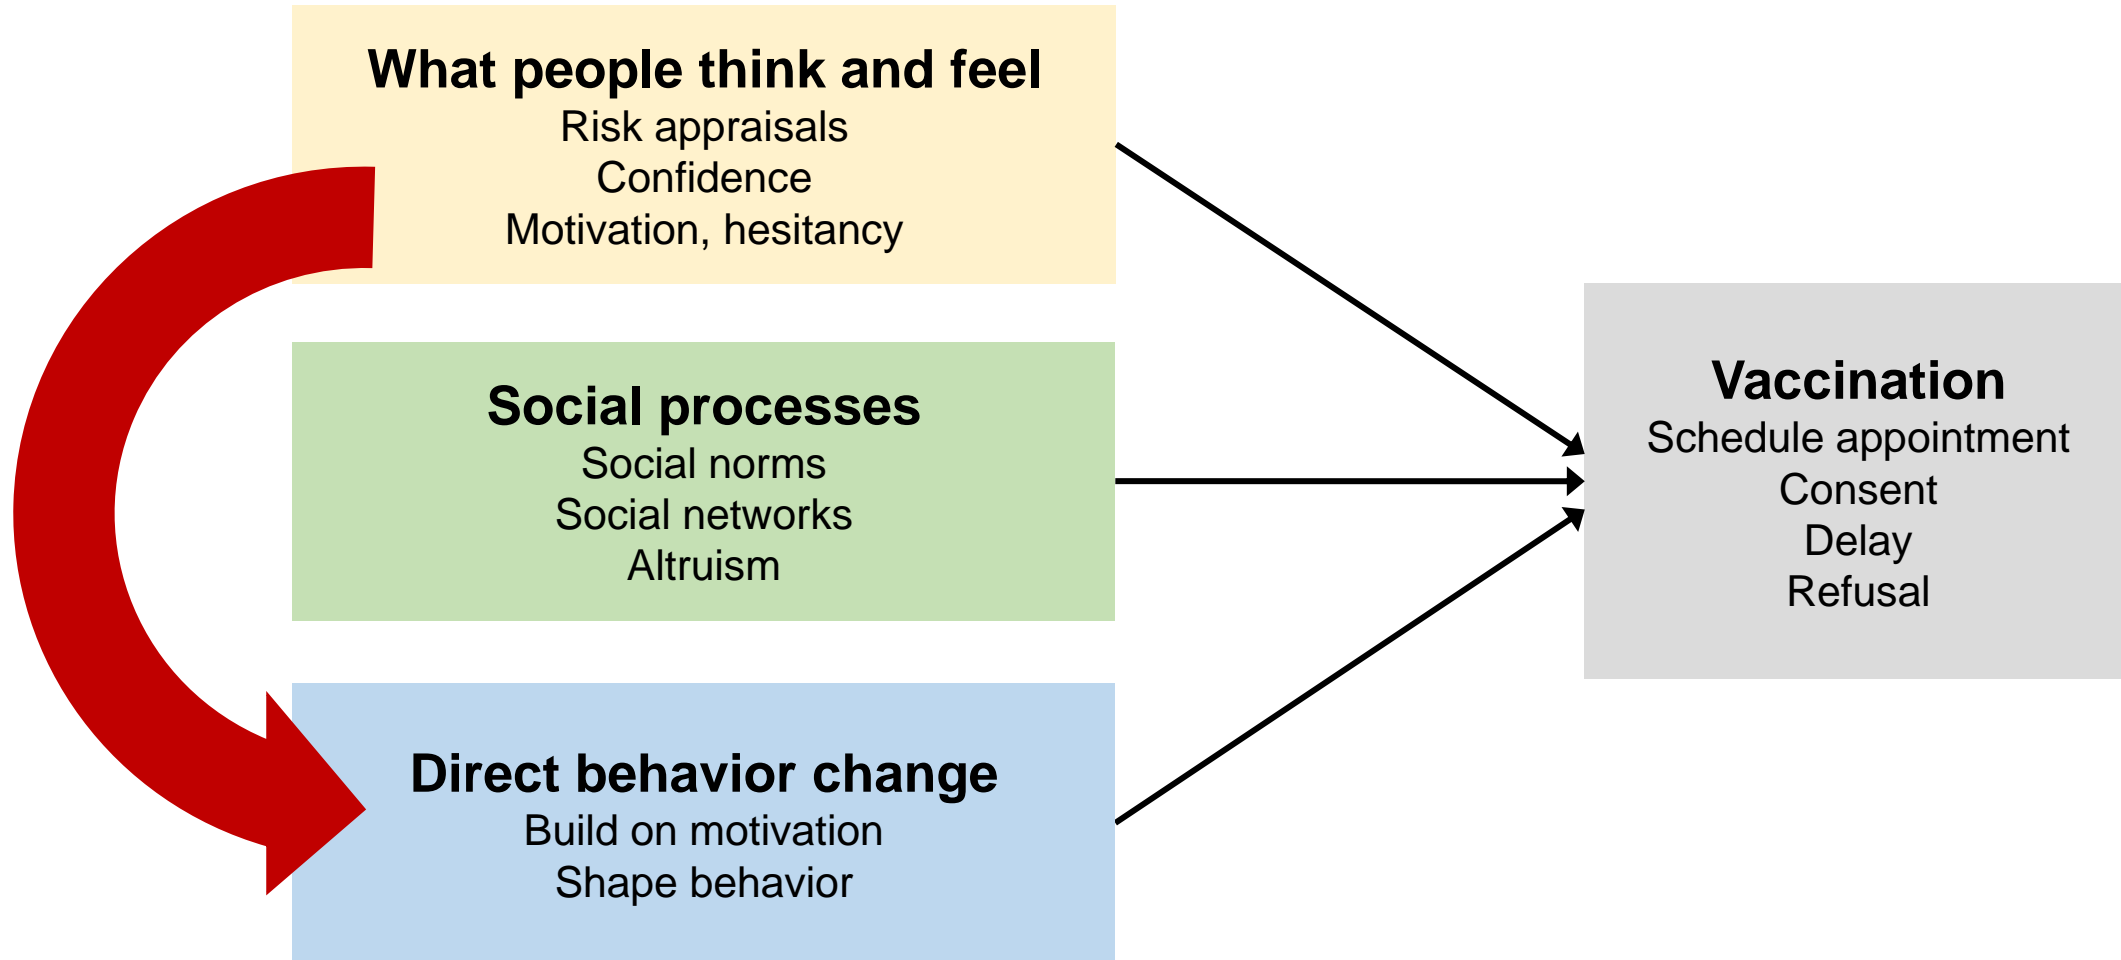 What people think and feel
Risk appraisals
Confidence
Motivation, hesitancy
Social processes
Social norms
Social networks
Altruism
Direct behavior change
Build on motivation
Shape behavior
Vaccination
Schedule appointment
Consent
Delay
Refusal